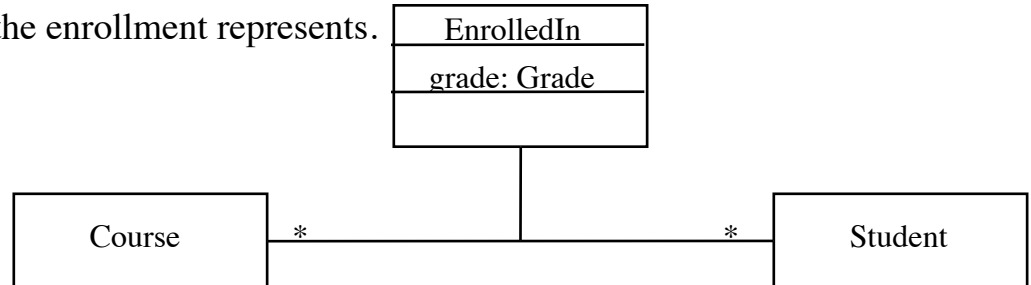 the enrollment represents.
EnrolledIn
grade: Grade
Course * * Student